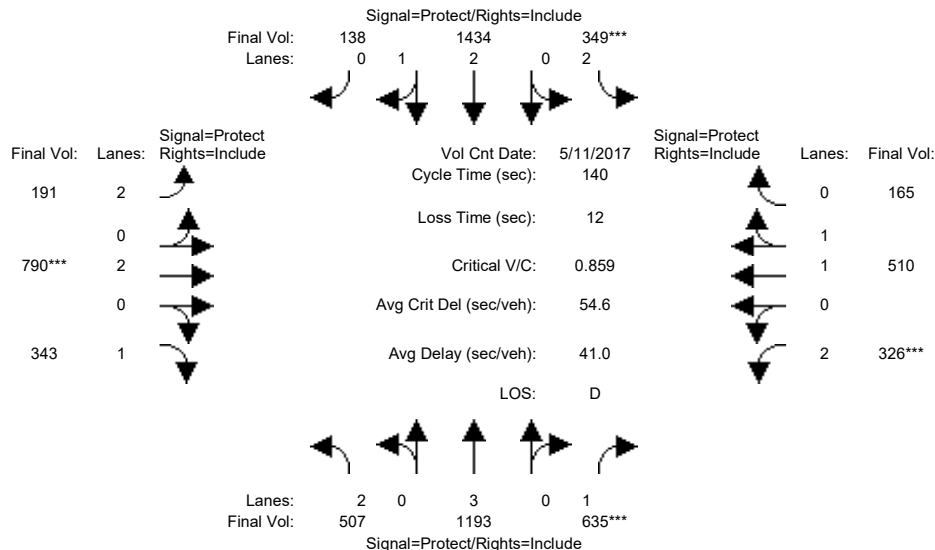 Signal=Protect/Rights=Include
Final Vol: 138 1434 349***
Lanes: 0 1 2 0 2
Signal=Protect Signal=Protect
Final Vol: Lanes: Rights=Include Vol Cnt Date: 5/11/2017 Rights=Include Lanes: Final Vol:
Cycle Time (sec): 140
191 2 0 165
Loss Time (sec): 12
0 1
790*** 2 Critical V/C: 0.859 1 510
0 Avg Crit Del (sec/veh): 54.6 0
343 1 Avg Delay (sec/veh): 41.0 2 326***
LOS: D
Lanes: 2 0 3 0 1
Final Vol: 507 1193 635***
Signal=Protect/Rights=Include